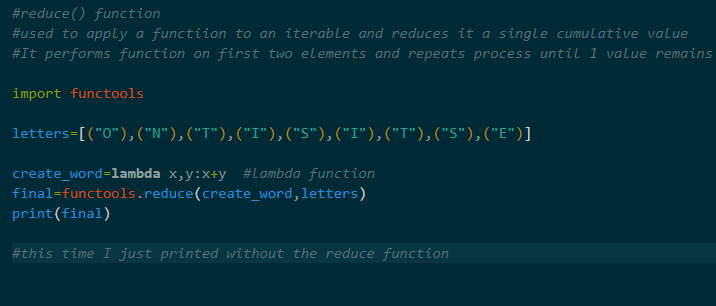 #reduce() function
#used to apply a functiion to an iterable and reduces it a single cumulative value
#It performs function on first two elements and repeats process until 1 value remains
import functools
letters=[("O"),("N"),("T"),("I"),("S"),("I"),("T"),("S"),("E")]
create_word=lambda x,y:x+y  #lambda function
final=functools.reduce(create_word,letters)
print(final)
#this time I just printed without the reduce function